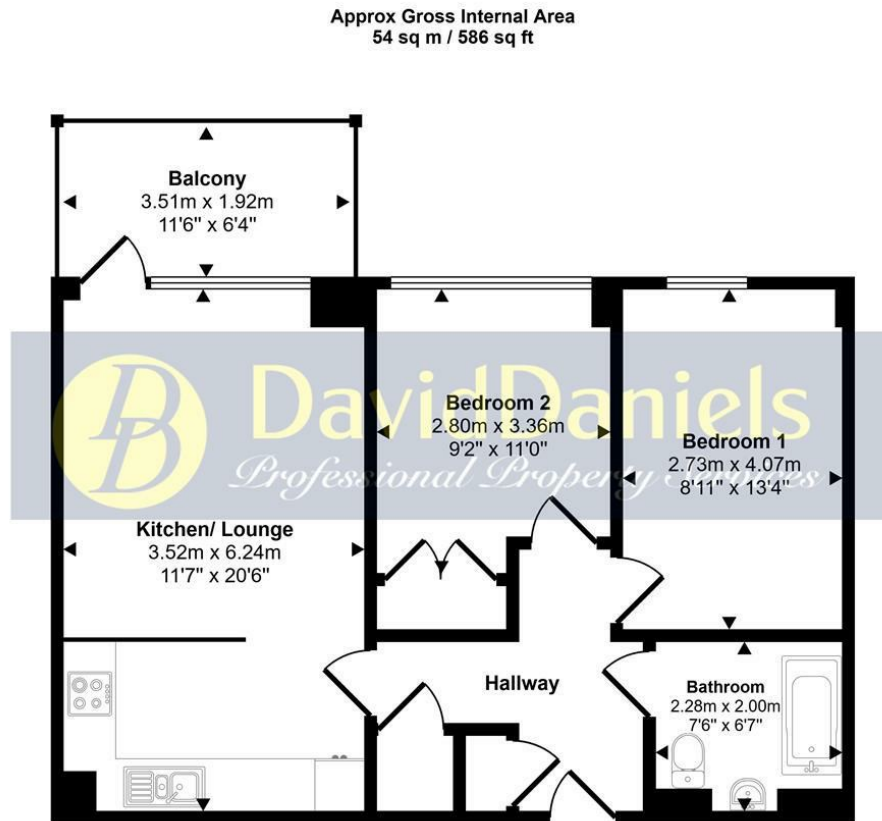 Approx Gross Internal Area
54 sq m / 586 sq ft
Balcony
3.51m x 1.92m
11'6" x 6'4"
DD DavidDaniels
Professional Property Services
Bedroom 2
2.80m x 3.36m
9'2" x 11'0"
Bedroom 1
2.73m x 4.07m
8'11" x 13'4"
Kitchen/ Lounge
3.52m x 6.24m
11'7" x 20'6"
Hallway
Bathroom
2.28m x 2.00m
7'6" x 6'7"